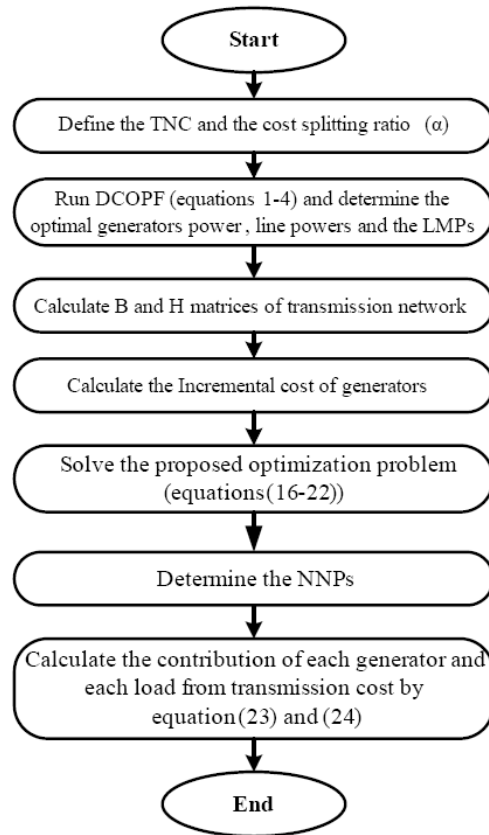 Start
Define the TNC and the cost splitting ratio (α)
Run DCOPF (equations 1-4) and determine the
optimal generators power, line powers and the LMPs
Calculate B and H matrices of transmission network
Calculate the Incremental cost of generators
Solve the proposed optimization problem
(equations(16-22))
Determine the NNPs
Calculate the contribution of each generator and
each load from transmission cost by
equation (23) and (24)
End